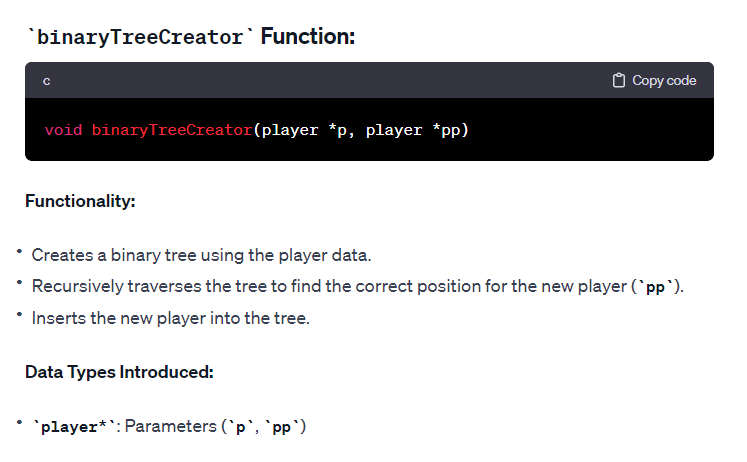 `binaryTreeCreator` Function:
c
Copy code
void binaryTreeCreator(player *p, player *pp)
Functionality:
• Creates a binary tree using the player data.
• Recursively traverses the tree to find the correct position for the new player (`pp`).
• Inserts the new player into the tree.
Data Types Introduced:
• `player*`: Parameters (`p`, `pp`)